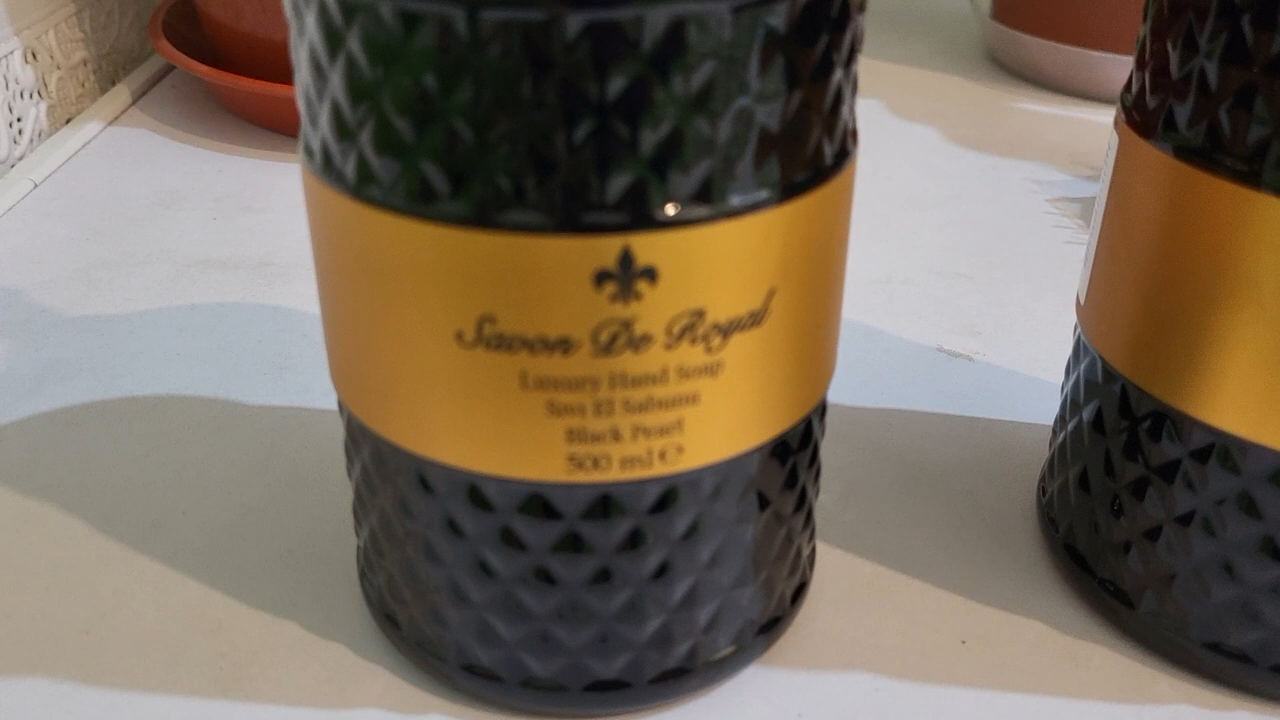 Savon De Royal
Luxury Hand Soap
Sıvı El Sabunu
Black Pearl
500 ml ℮